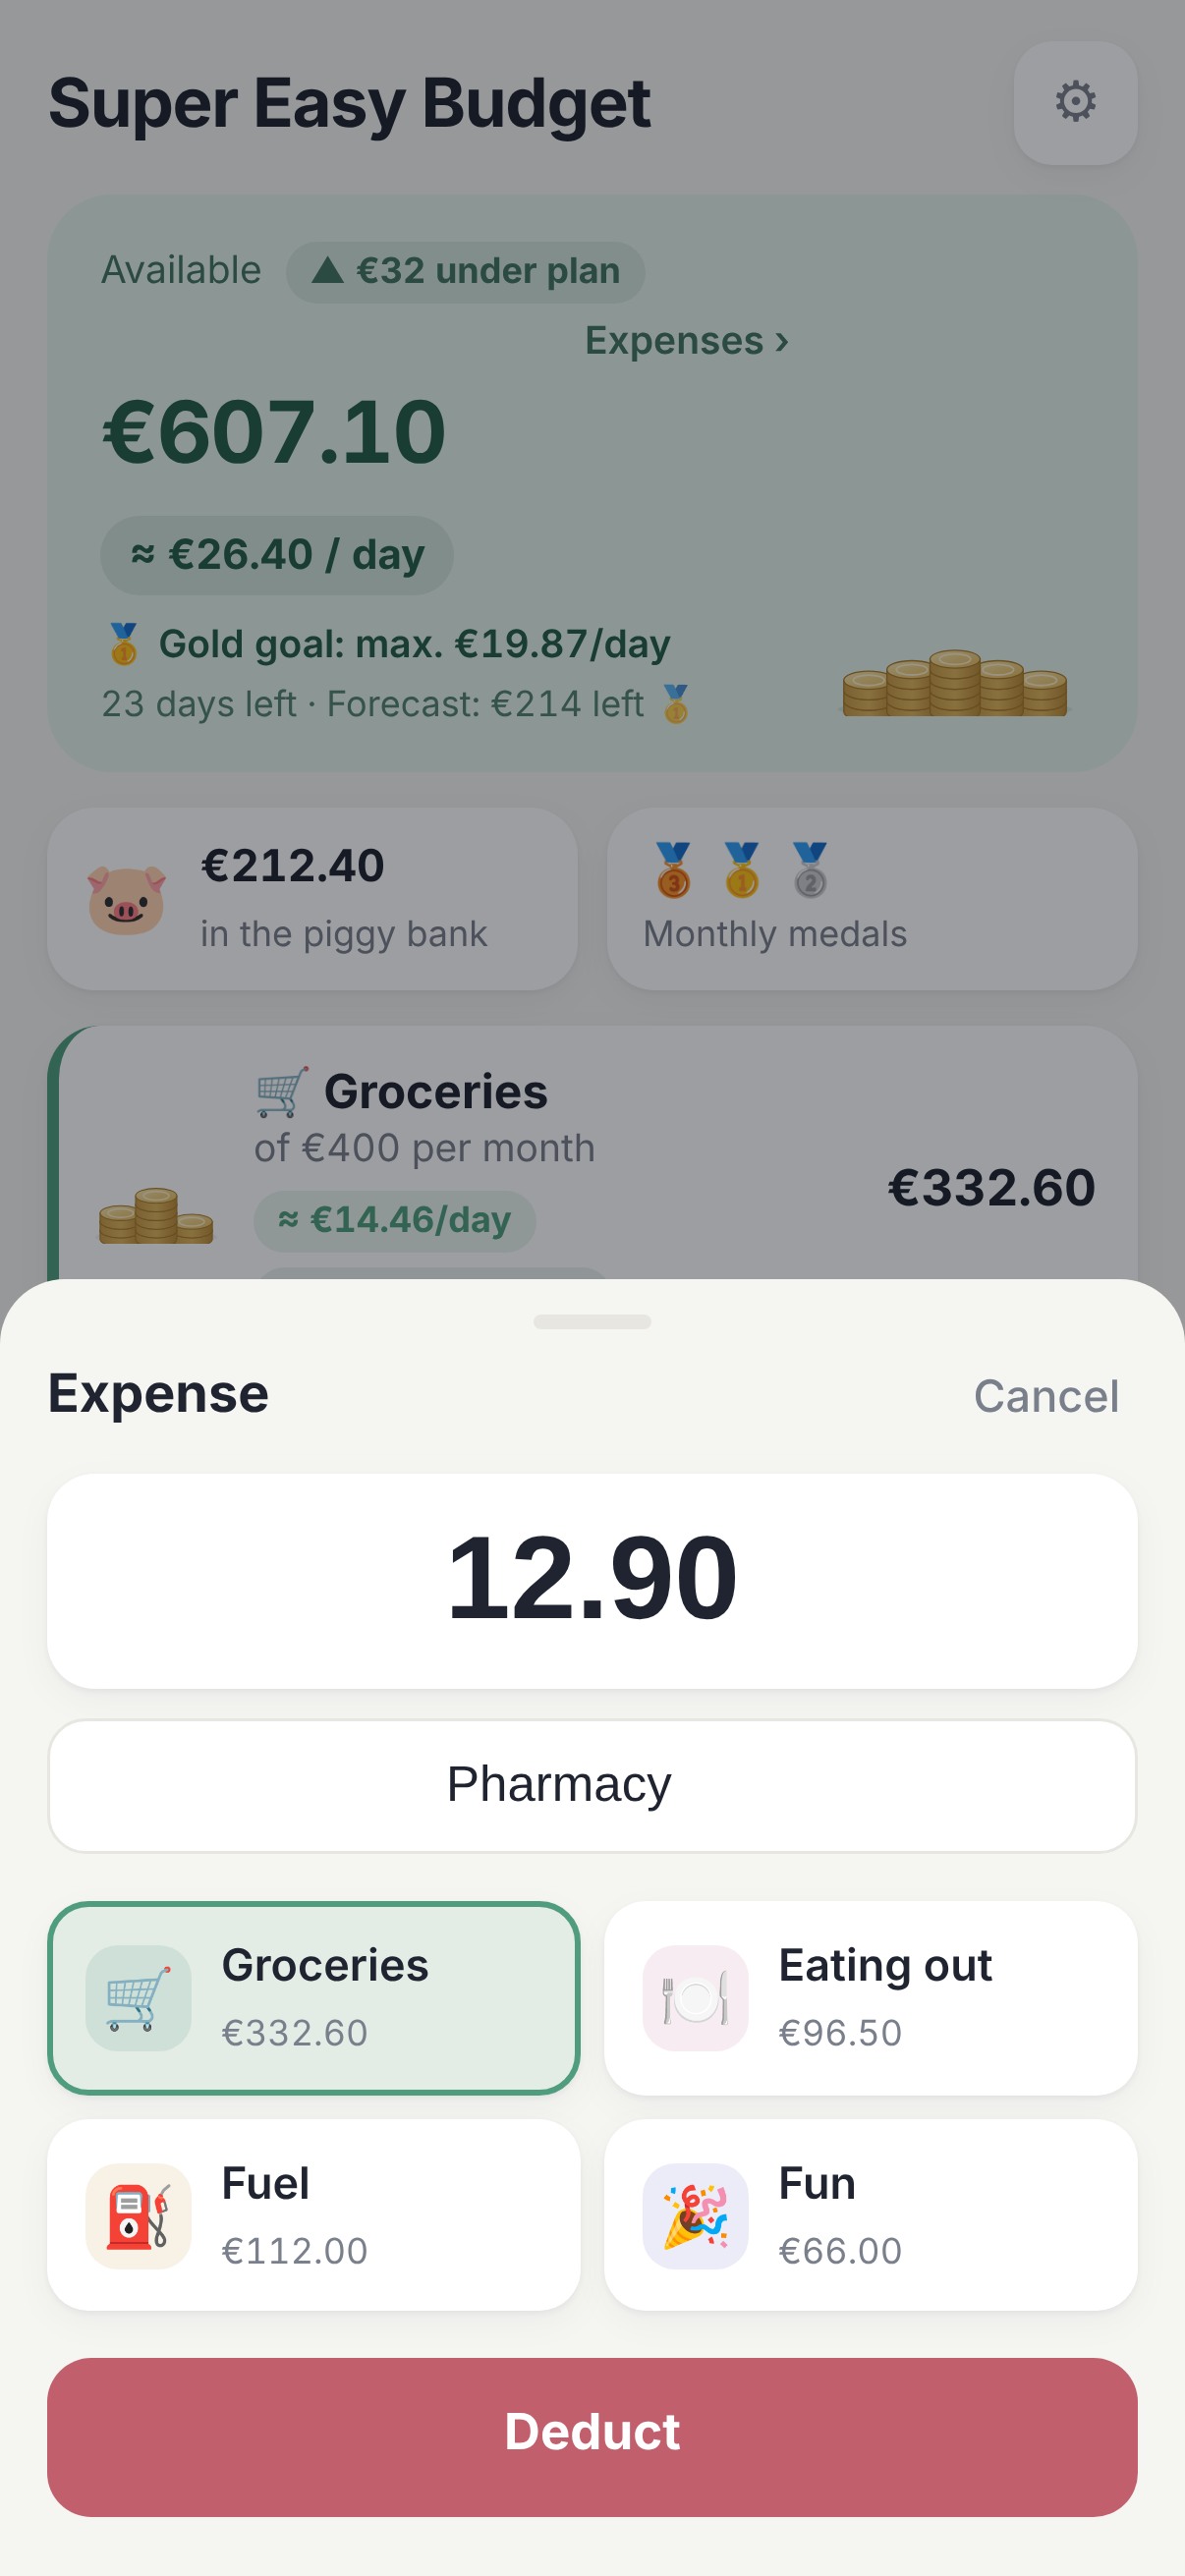 Super Easy Budget
Available ▲ €32 under plan
Expenses ›
€607.10
≈ €26.40 / day
Gold goal: max. €19.87/day
23 days left · Forecast: €214 left
€212.40
in the piggy bank
Monthly medals
Groceries
of €400 per month
€332.60
≈ €14.46/day
Expense
Cancel
12.90
Pharmacy
Groceries
€332.60
Eating out
€96.50
Fuel
€112.00
Fun
€66.00
Deduct